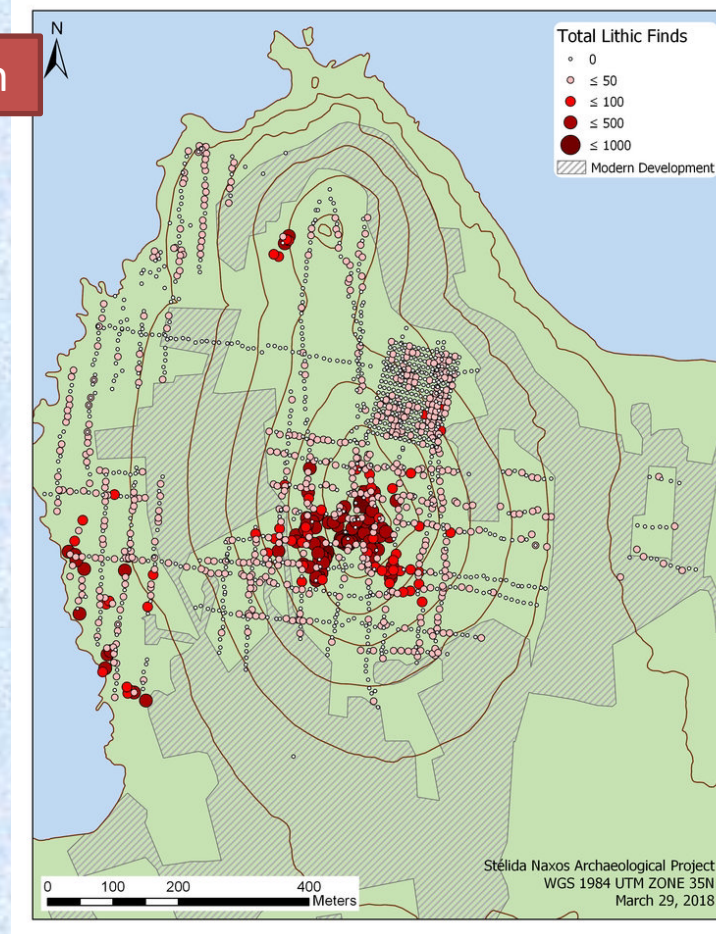 N
Total Lithic Finds
0
≤ 50
≤ 100
≤ 500
≤ 1000
Modern Development
Stélida Naxos Archaeological Project
WGS 1984 UTM ZONE 35N
March 29, 2018
0 100 200 400
Meters